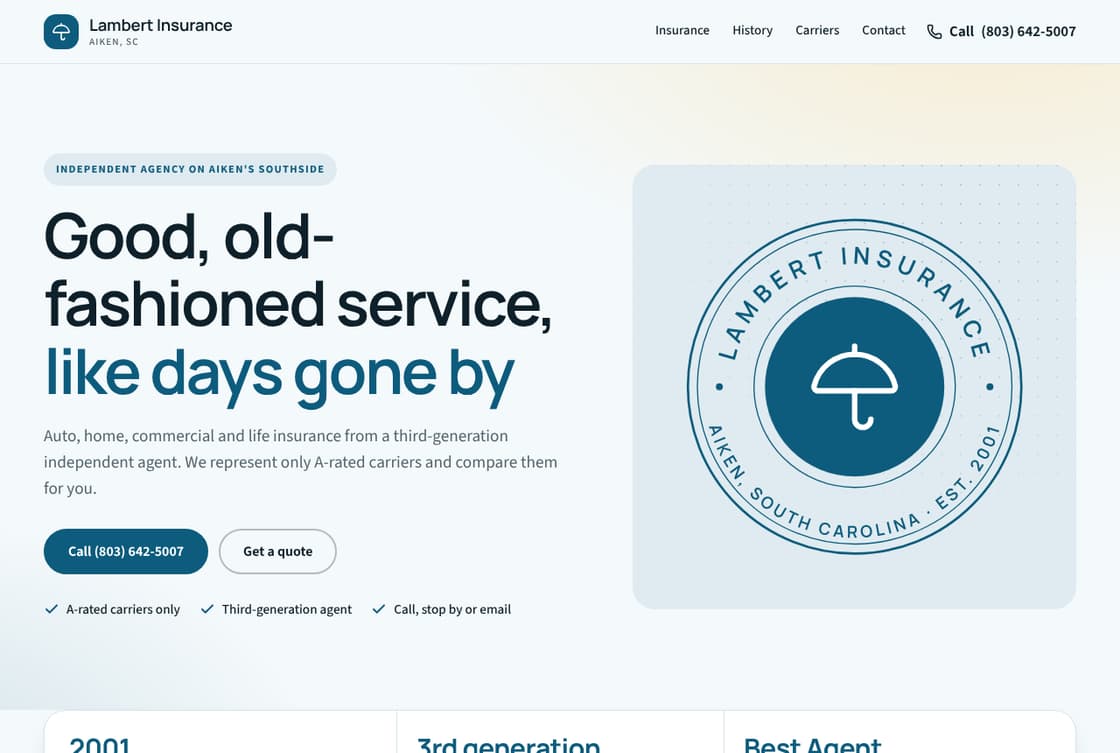 Lambert Insurance
AIKEN, SC
Insurance
History
Carriers
Contact
Call (803) 642-5007
INDEPENDENT AGENCY ON AIKEN'S SOUTHSIDE
Good, old-
fashioned service,
like days gone by
Auto, home, commercial and life insurance from a third-generation
independent agent. We represent only A-rated carriers and compare them
for you.
Call (803) 642-5007
Get a quote
A-rated carriers only
Third-generation agent
Call, stop by or email
LAMBERT INSURANCE
AIKEN, SOUTH CAROLINA · EST. 2001
2001
3rd generation
Best Agent